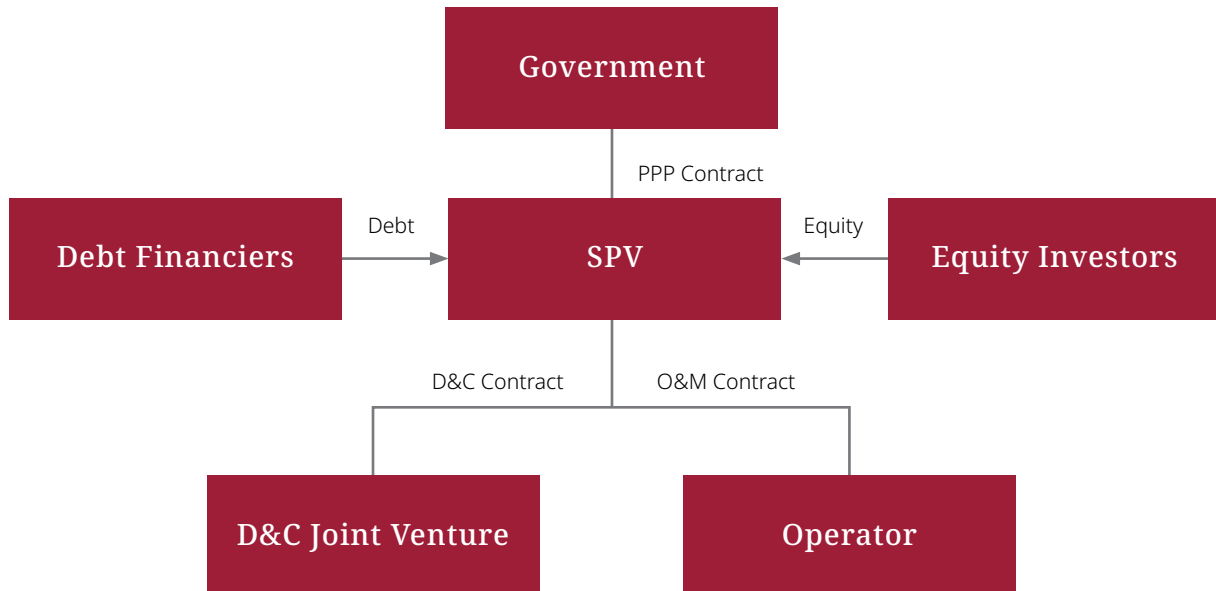 Government
PPP Contract
Debt Financiers
Debt
SPV
Equity
Equity Investors
D&C Contract
O&M Contract
D&C Joint Venture
Operator